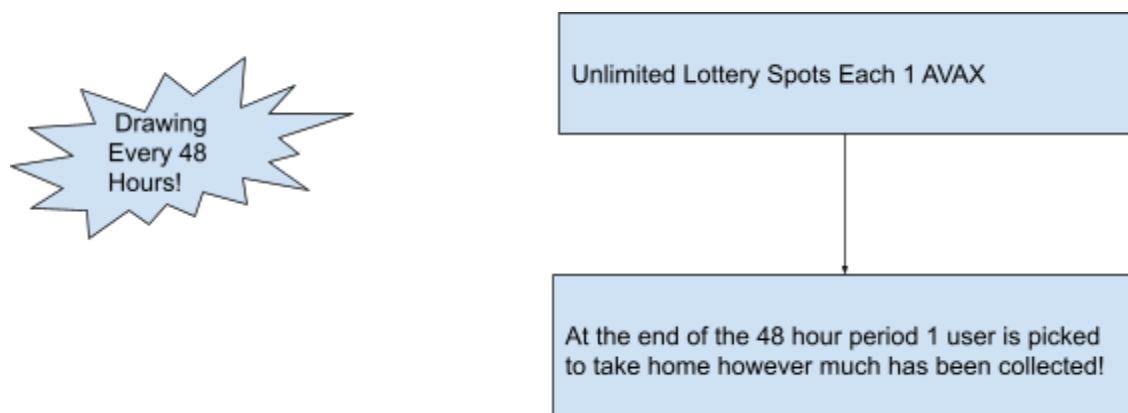 Drawing
Every 48
Hours!
Unlimited Lottery Spots Each 1 AVAX
At the end of the 48 hour period 1 user is picked
to take home however much has been collected!